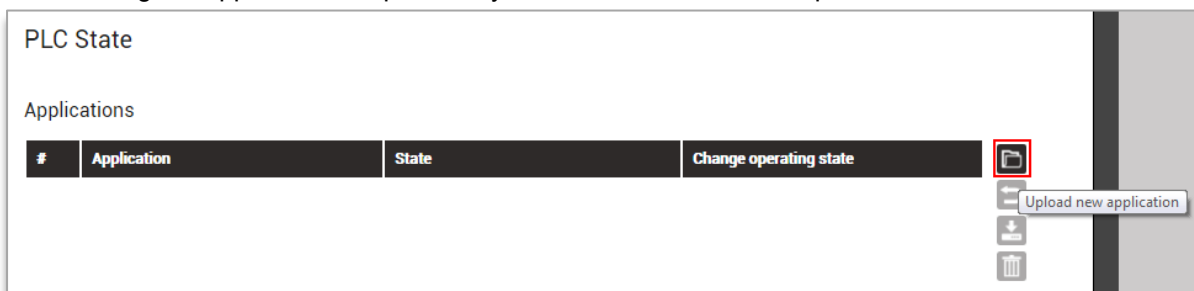 PLC State
Applications
# Application State Change operating state
Upload new application